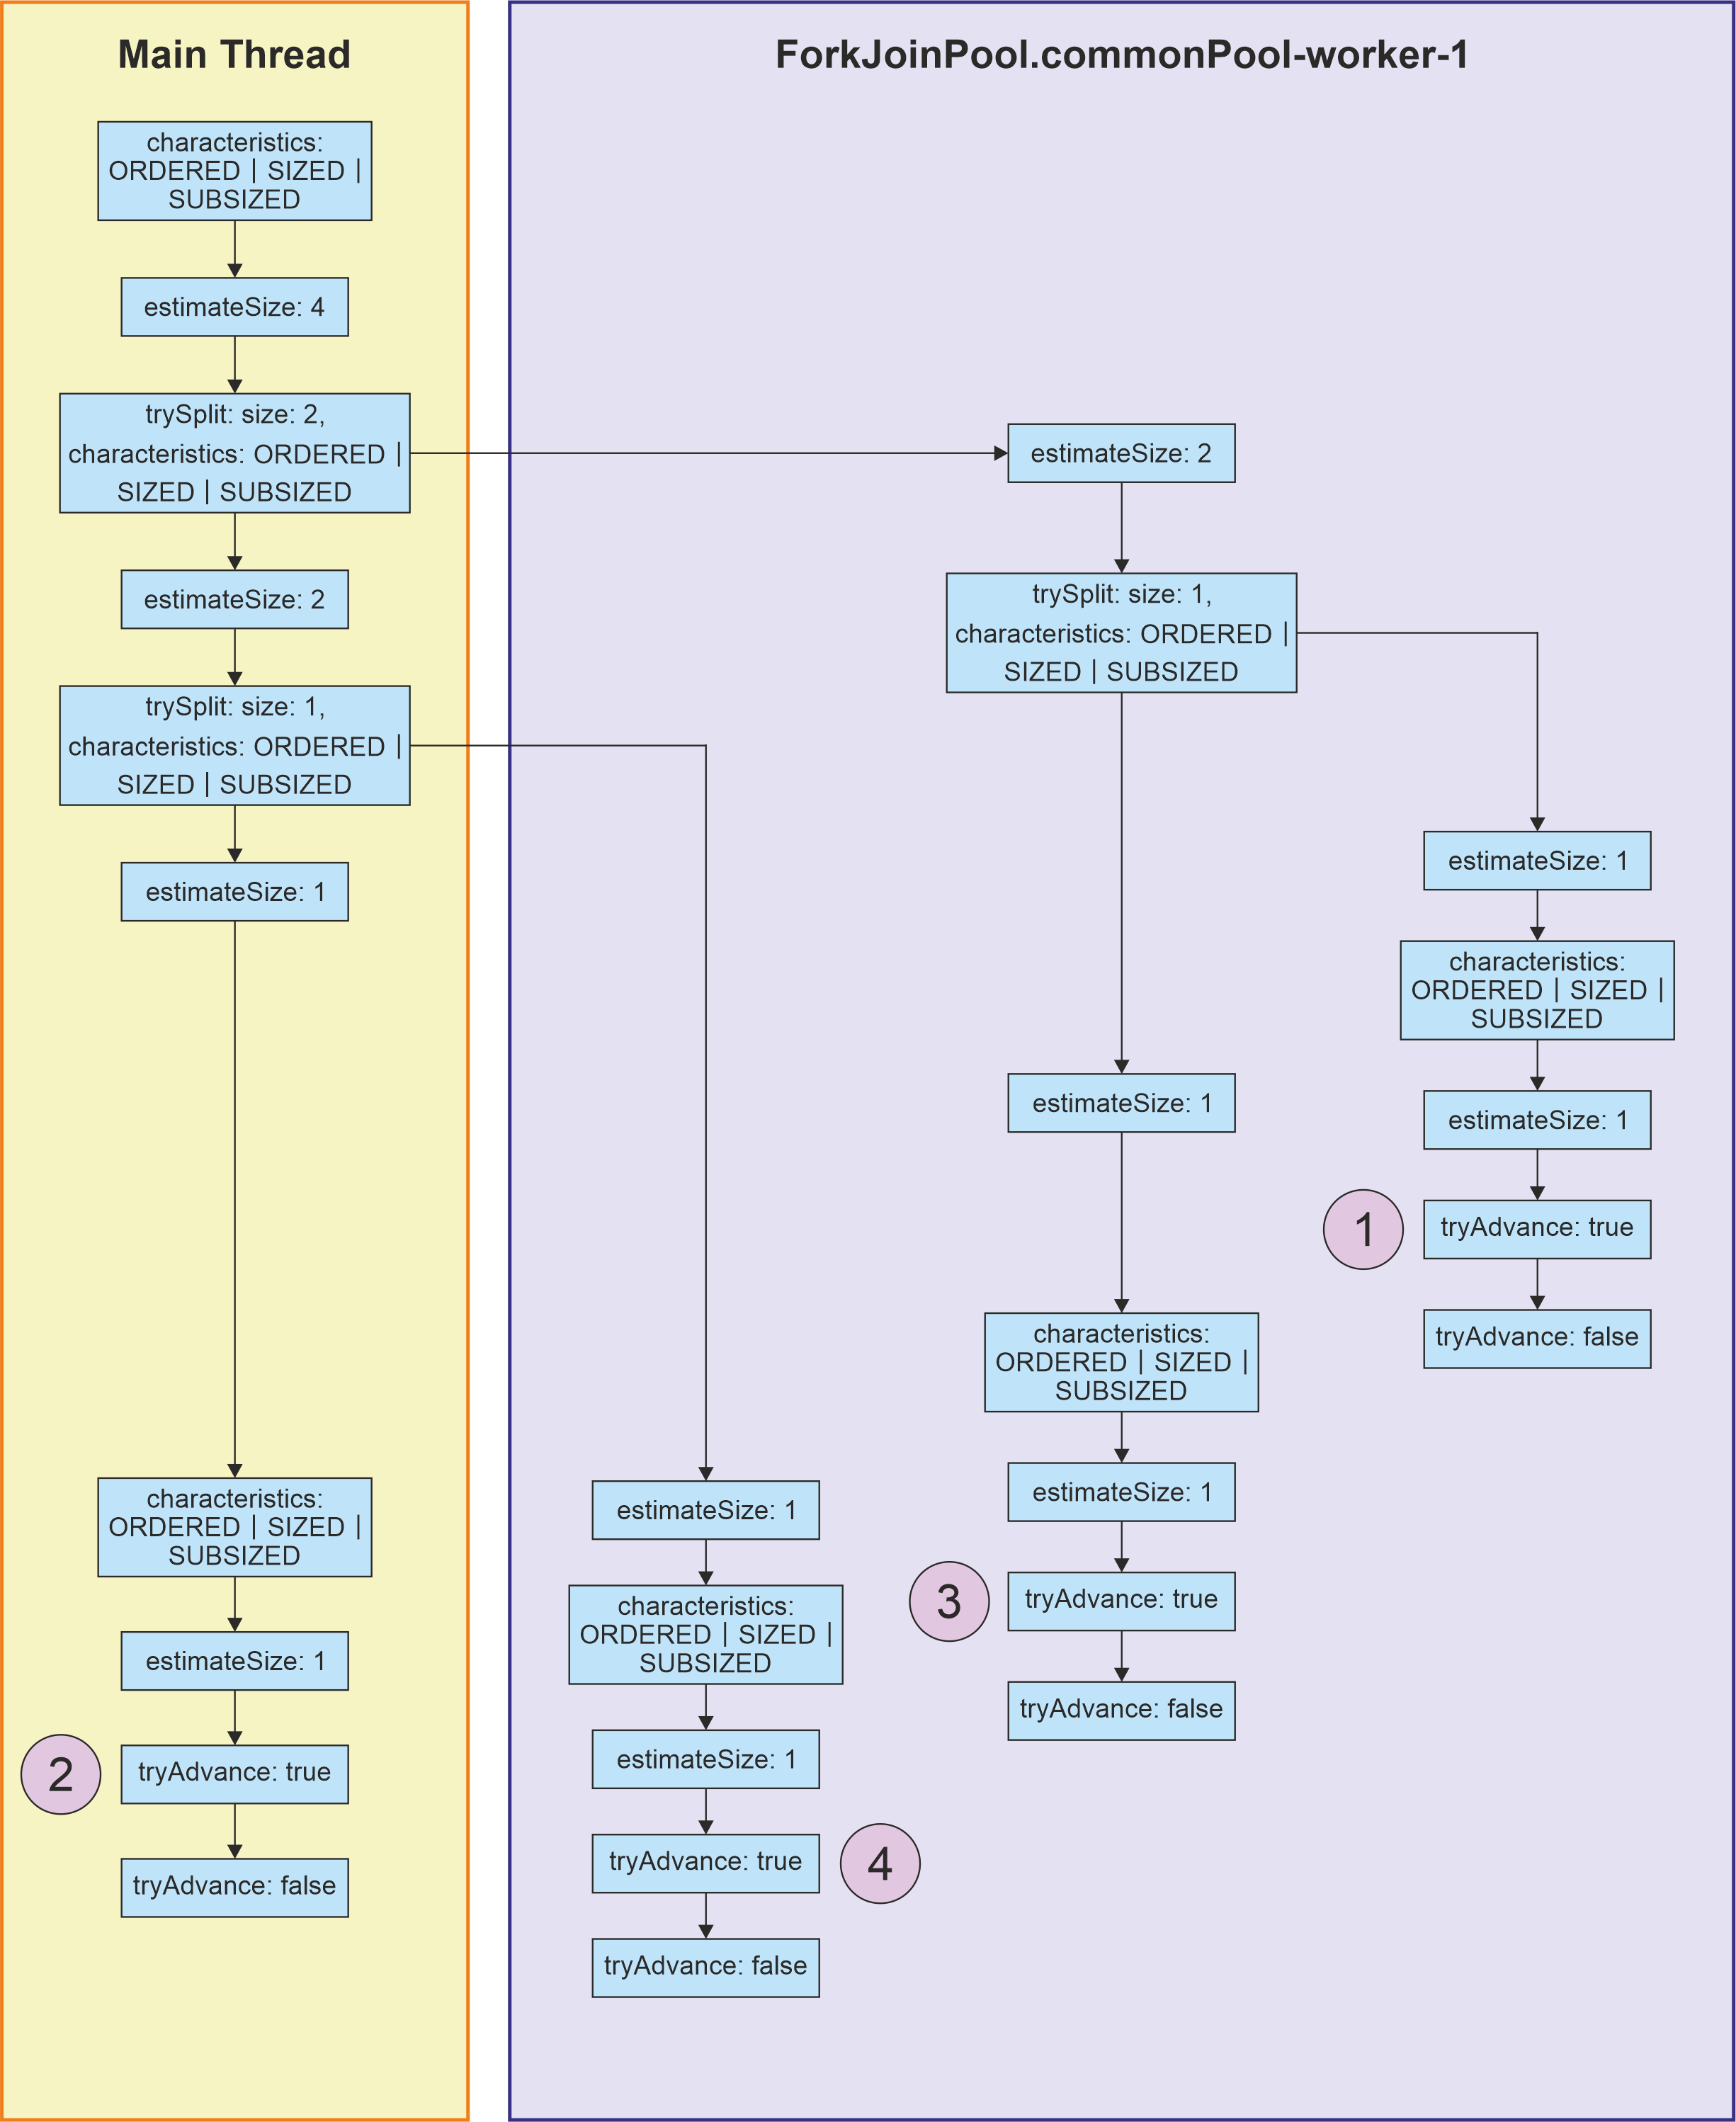 Main Thread
characteristics:
ORDERED | SIZED |
SUBSIZED
estimateSize: 4
trySplit: size: 2,
characteristics: ORDERED |
SIZED | SUBSIZED
estimateSize: 2
trySplit: size: 1,
characteristics: ORDERED |
SIZED | SUBSIZED
estimateSize: 1
characteristics:
ORDERED | SIZED |
SUBSIZED
estimateSize: 1
2
tryAdvance: true
tryAdvance: false
ForkJoinPool.commonPool-worker-1
estimateSize: 1
characteristics:
ORDERED | SIZED |
SUBSIZED
estimateSize: 1
tryAdvance: true
4
tryAdvance: false
estimateSize: 2
trySplit: size: 1,
characteristics: ORDERED |
SIZED | SUBSIZED
estimateSize: 1
characteristics:
ORDERED | SIZED |
SUBSIZED
estimateSize: 1
3
tryAdvance: true
tryAdvance: false
estimateSize: 1
characteristics:
ORDERED | SIZED |
SUBSIZED
estimateSize: 1
1
tryAdvance: true
tryAdvance: false